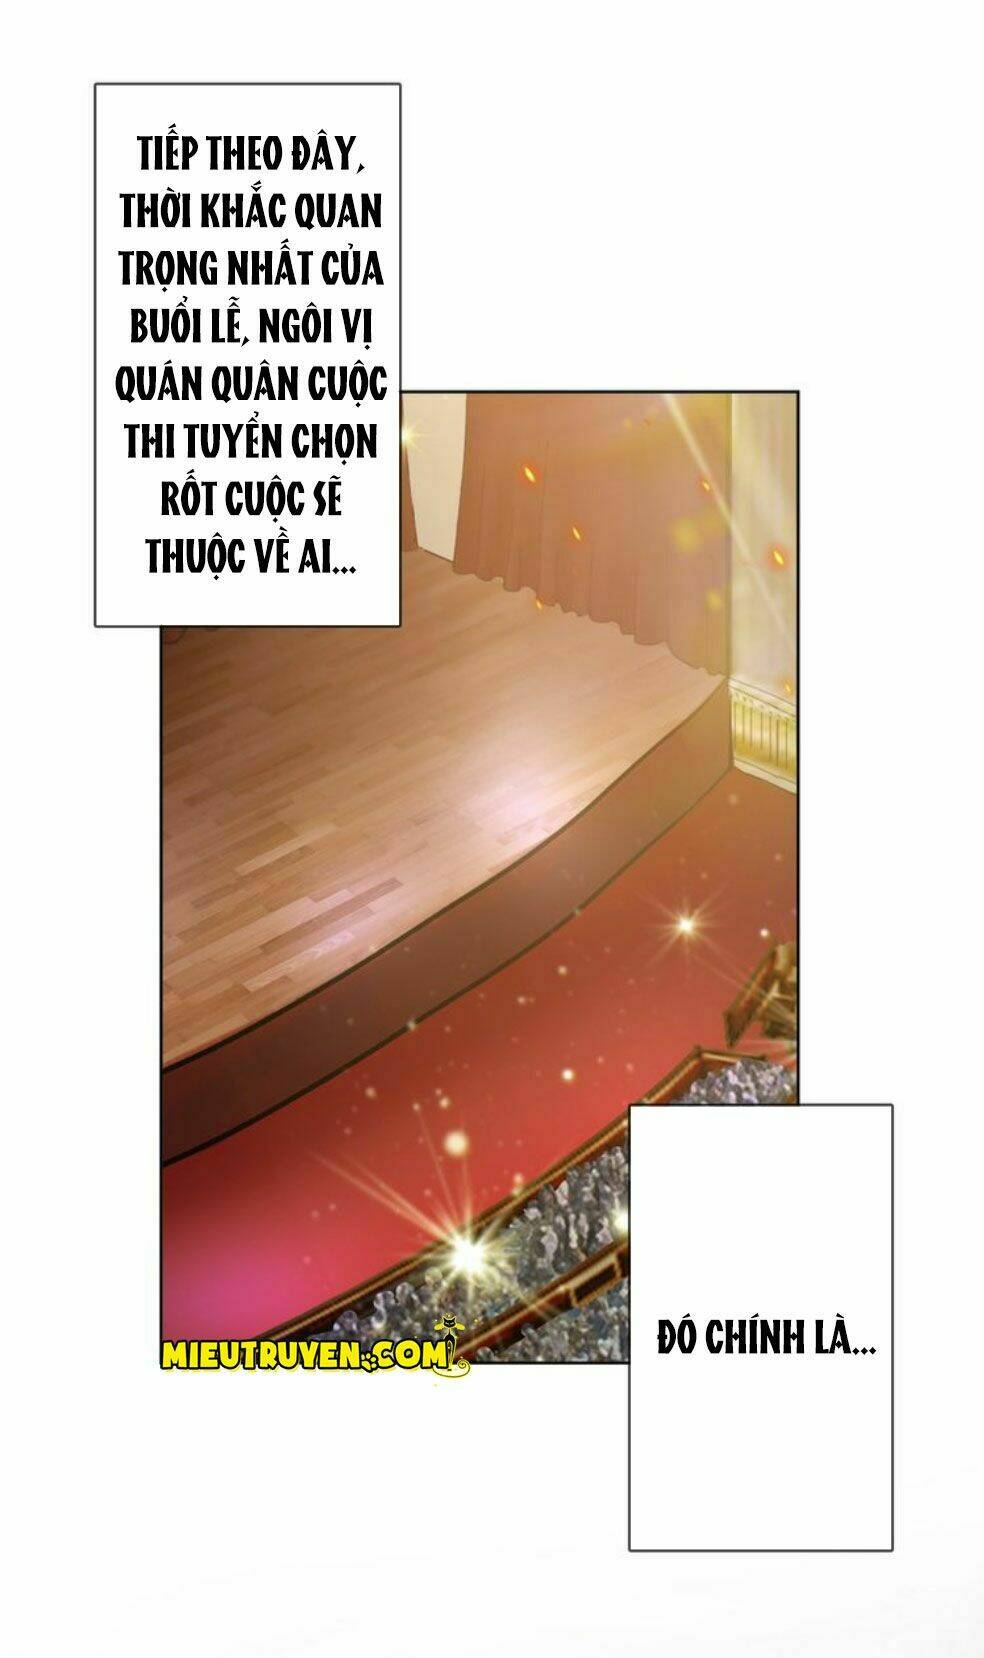 TIẾP THEO ĐÂY,
THỜI KHẮC QUAN
TRỌNG NHẤT CỦA
BUỔI LỄ, NGÔI VỊ
QUÁN QUÂN CUỘC
THI TUYỂN CHỌN
RỐT CUỘC SẼ
THUỘC VỀ AI...
MIEUTRUYEN.COM
ĐÓ CHÍNH LÀ...